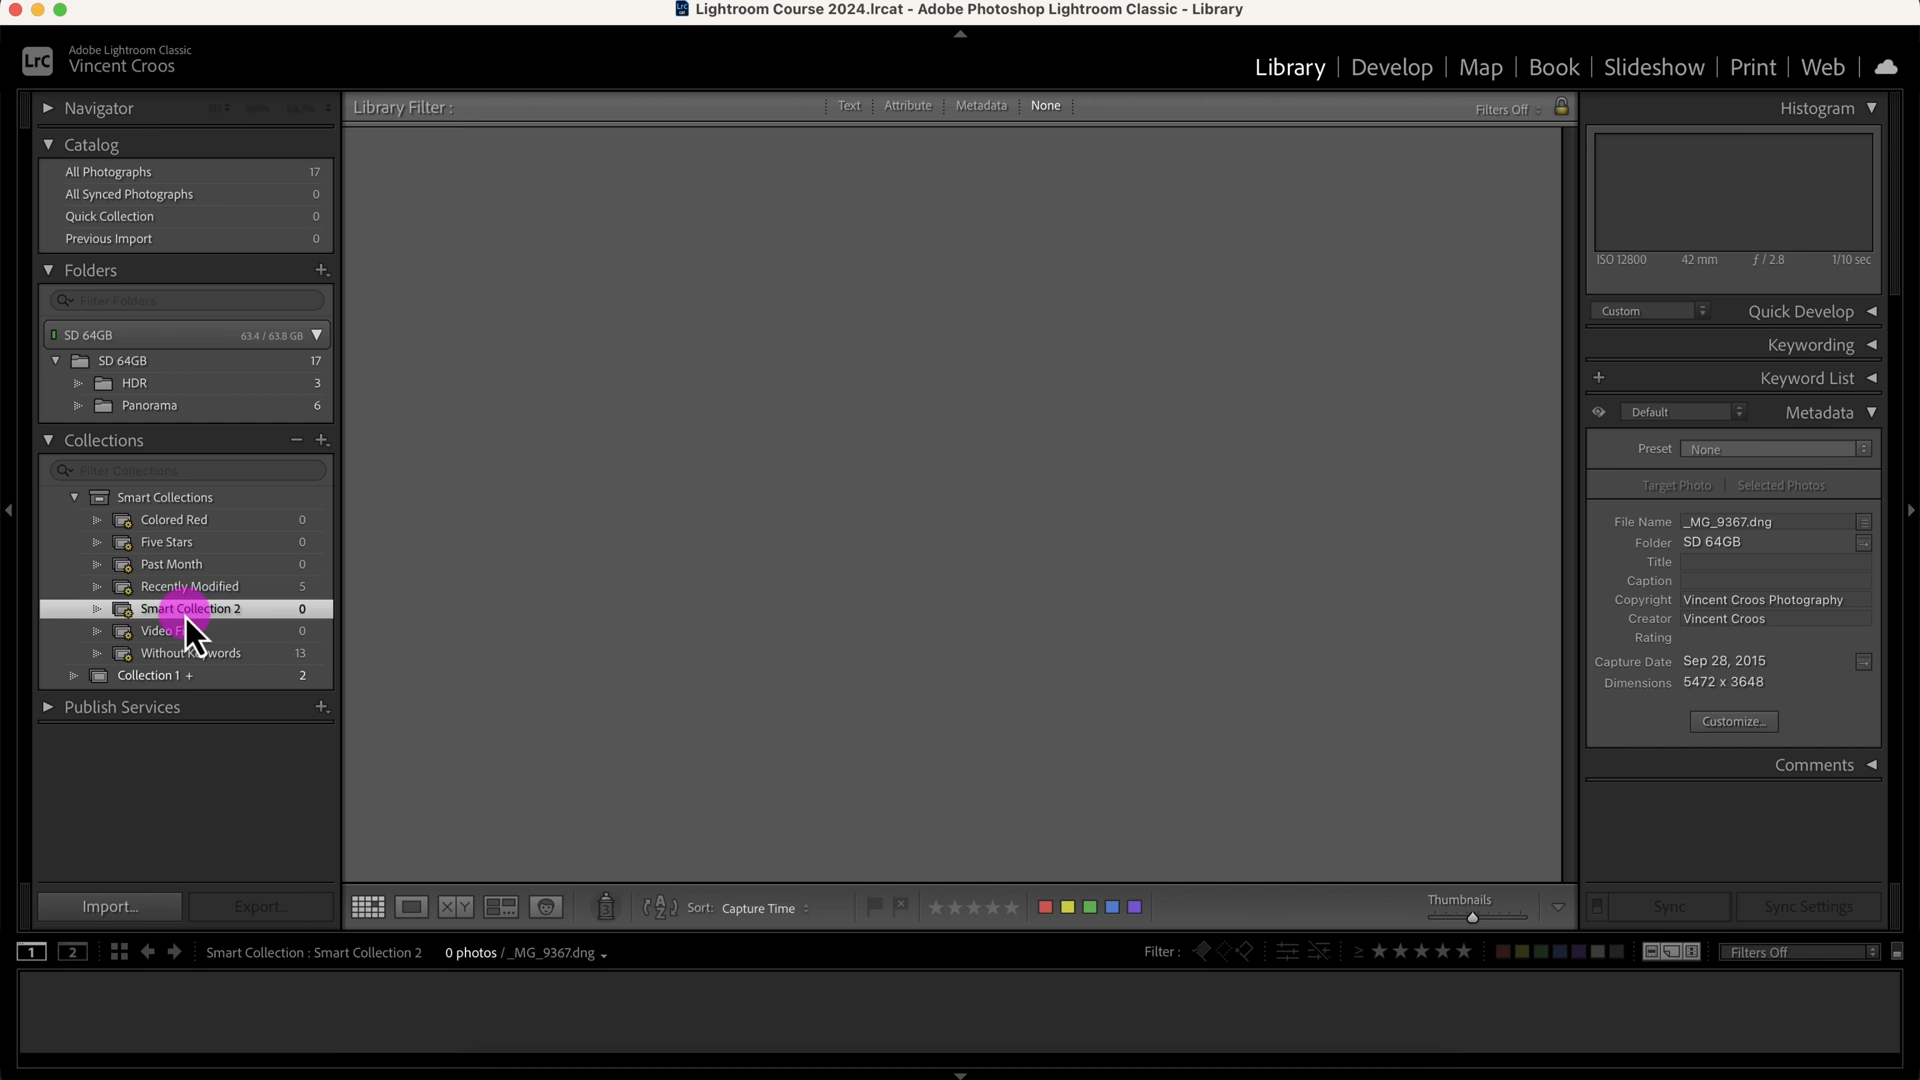 Lightroom Course 2024.lrcat - Adobe Photoshop Lightroom Classic - Library
LrC
Adobe Lightroom Classic
Vincent Croos
Library | Develop | Map | Book | Slideshow | Print | Web
Navigator
Library Filter :
Text
Attribute
Metadata
None
Filters Off
Histogram
Catalog
All Photographs 17
All Synced Photographs 0
Quick Collection 0
Previous Import 0
ISO 12800 42 mm ƒ / 2.8 1/10 sec
Folders
Filter Folders
SD 64GB 63.4 / 63.8 GB
SD 64GB 17
HDR 3
Panorama 6
Custom
Quick Develop
Keywording
Keyword List
Default
Metadata
Collections
Filter Collections
Smart Collections
Colored Red 0
Five Stars 0
Past Month 0
Recently Modified 5
Smart Collection 2 0
Video 0
Without 13
Collection 1 + 2
Publish Services
Preset None
Target Photo | Selected Photos
File Name _MG_9367.dng
Folder SD 64GB
Title
Caption
Copyright Vincent Croos Photography
Creator Vincent Croos
Rating
Capture Date Sep 28, 2015
Dimensions 5472 x 3648
Customize...
Comments
Import...
Export...
XY
3
AZ
Sort: Capture Time
Thumbnails
Sync
Sync Settings
1
2
Smart Collection : Smart Collection 2
0 photos / _MG_9367.dng
Filter :
≥
Filters Off